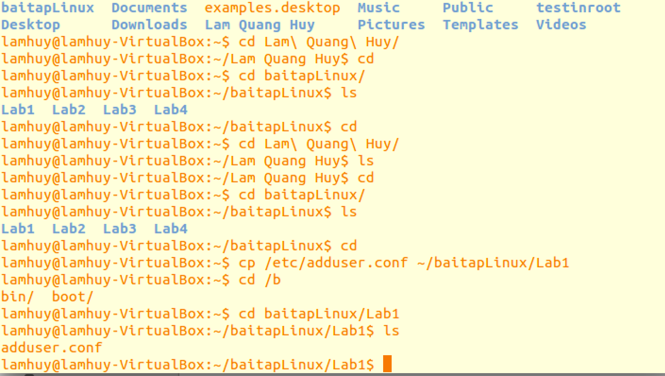 baitapLinux Documents examples.desktop Music Public testinroot
Desktop Downloads Lam Quang Huy Pictures Templates Videos
lamhuy@lamhuy-VirtualBox:~$ cd Lam\ Quang\ Huy/
lamhuy@lamhuy-VirtualBox:~/Lam Quang Huy$ cd
lamhuy@lamhuy-VirtualBox:~$ cd baitapLinux/
lamhuy@lamhuy-VirtualBox:~/baitapLinux$ ls
Lab1 Lab2 Lab3 Lab4
lamhuy@lamhuy-VirtualBox:~/baitapLinux$ cd
lamhuy@lamhuy-VirtualBox:~$ cd Lam\ Quang\ Huy/
lamhuy@lamhuy-VirtualBox:~/Lam Quang Huy$ ls
lamhuy@lamhuy-VirtualBox:~/Lam Quang Huy$ cd
lamhuy@lamhuy-VirtualBox:~$ cd baitapLinux/
lamhuy@lamhuy-VirtualBox:~/baitapLinux$ ls
Lab1 Lab2 Lab3 Lab4
lamhuy@lamhuy-VirtualBox:~/baitapLinux$ cd
lamhuy@lamhuy-VirtualBox:~$ cp /etc/adduser.conf ~/baitapLinux/Lab1
lamhuy@lamhuy-VirtualBox:~$ cd /b
bin/ boot/
lamhuy@lamhuy-VirtualBox:~$ cd baitapLinux/Lab1
lamhuy@lamhuy-VirtualBox:~/baitapLinux/Lab1$ ls
adduser.conf
lamhuy@lamhuy-VirtualBox:~/baitapLinux/Lab1$